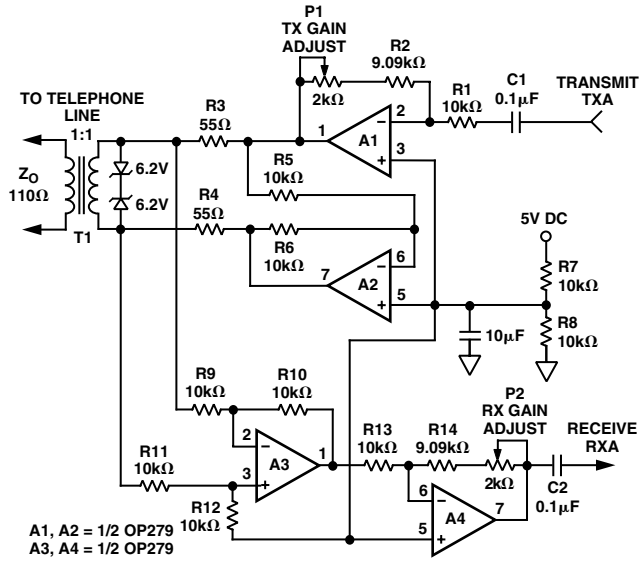 P1
TX GAIN
ADJUST
R2
9.09kΩ
2kΩ
TO TELEPHONE
LINE
1:1
R3
55Ω
1
A1
2
3
R1
10kΩ
C1
0.1μF
TRANSMIT
TXA
ZO
110Ω
6.2V
6.2V
T1
R5
10kΩ
R4
55Ω
R6
10kΩ
7
A2
6
5
5V DC
R7
10kΩ
10μF
R8
10kΩ
R9
10kΩ
R10
10kΩ
R11
10kΩ
2
3
A3
1
R12
10kΩ
R13
10kΩ
R14
9.09kΩ
P2
RX GAIN
ADJUST
2kΩ
RECEIVE
RXA
C2
0.1μF
6
5
A4
7
A1, A2 = 1/2 OP279
A3, A4 = 1/2 OP279